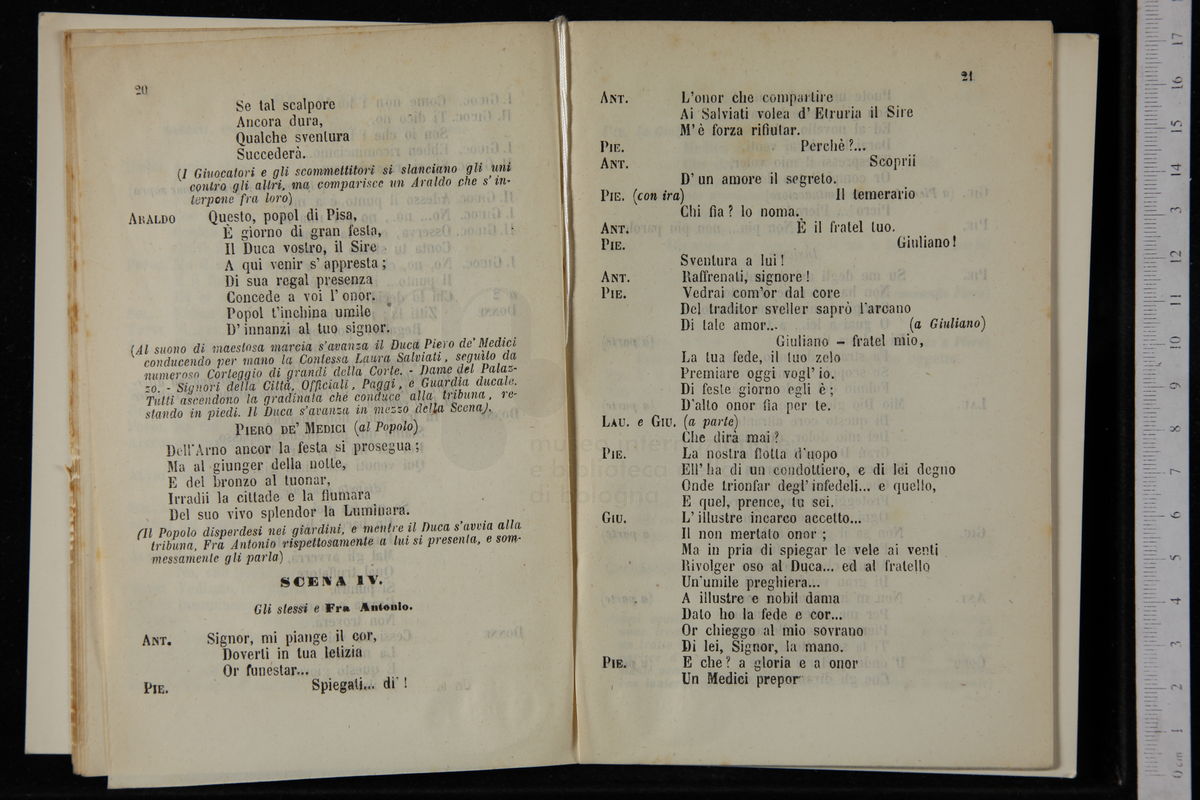 20
Se tal scalpore
Ancora dura,
Qualche sventura
Succederà.
(I Giuocatori e gli scommettitori si slanciano gli uni
contro gli altri, ma comparisce un Araldo che s'in-
terpone fra loro)
ARALDO Questo, popol di Pisa,
È giorno di gran festa,
Il Duca vostro, il Sire
A qui venir s'appresta;
Di sua regal presenza
Concede a voi l'onor.
Popol t'inchina umile
D'innanzi al tuo signor.
(Al suono di maestosa marcia s'avanza il Duca Piero de' Medici
conducendo per mano la Contessa Laura Salviati, seguito da
numeroso Corteggio di grandi della Corte. - Dame del Palaz-
zo. - Signori della Città, Officiali, Paggi, e Guardia ducale.
Tutti ascendono la gradinata che conduce alla tribuna, re-
stando in piedi. Il Duca s'avanza in mezzo della Scena).
PIERO DE' MEDICI (al Popolo)
Dell'Arno ancor la festa si prosegua;
Ma al giunger della notte,
E del bronzo al tuonar,
Irradii la cittade e la fiumara
Del suo vivo splendor la Luminara.
(Il Popolo disperdesi nei giardini, e mentre il Duca s'avvia alla
tribuna, Fra Antonio rispettosamente a lui si presenta, e som-
messamente gli parla)
SCENA IV.
Gli stessi e Fra Antonio.
ANT. Signor, mi piange il cor,
Doverti in tua letizia
Or funestar...
PIE. Spiegati... di' !
21
ANT. L'onor che compartire
Ai Salviati volea d'Etruria il Sire
M'è forza rifiutar.
PIE. Perchè?...
ANT. Scoprii
D'un amore il segreto.
PIE. (con ira) Il temerario
Chi fia? lo noma.
ANT. È il fratel tuo.
PIE. Giuliano!
Sventura a lui!
ANT. Raffrenati, signore!
PIE. Vedrai com'or dal core
Del traditor sveller saprò l'arcano
Di tale amor... (a Giuliano)
Giuliano - fratel mio,
La tua fede, il tuo zelo
Premiare oggi vogl'io.
Di feste giorno egli è;
D'alto onor fia per te.
LAU. e GIU. (a parte)
Che dirà mai?
PIE. La nostra flotta d'uopo
Ell'ha di un condottiero, e di lei degno
Onde trionfar degl'infedeli... e quello,
E quel, prence, tu sei.
GIU. L'illustre incarco accetto...
Il non mertato onor;
Ma in pria di spiegar le vele ai venti
Rivolger oso al Duca... ed al fratello
Un'umile preghiera...
A illustre e nobil dama
Dato ho la fede e cor...
Or chieggo al mio sovrano
Di lei, Signor, la mano.
PIE. E che? a gloria e a onor
Un Medici prepor